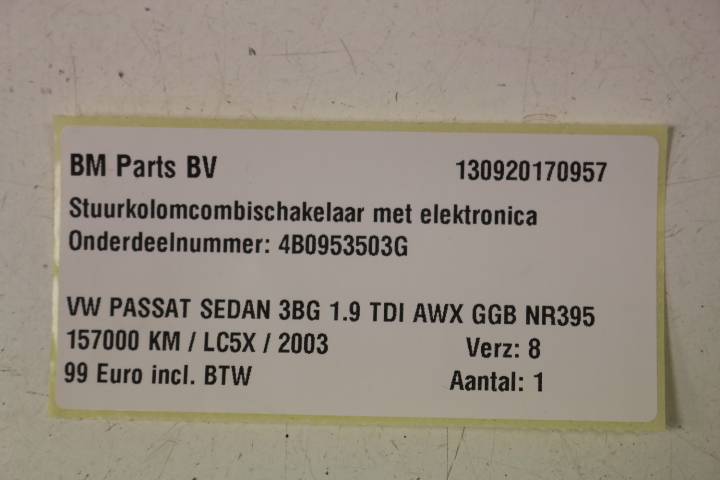 BM Parts BV 130920170957
Stuurkolomcombischakelaar met elektronica
Onderdeelnummer: 4B0953503G
VW PASSAT SEDAN 3BG 1.9 TDI AWX GGB NR395
157000 KM / LC5X / 2003 Verz: 8
99 Euro incl. BTW Aantal: 1